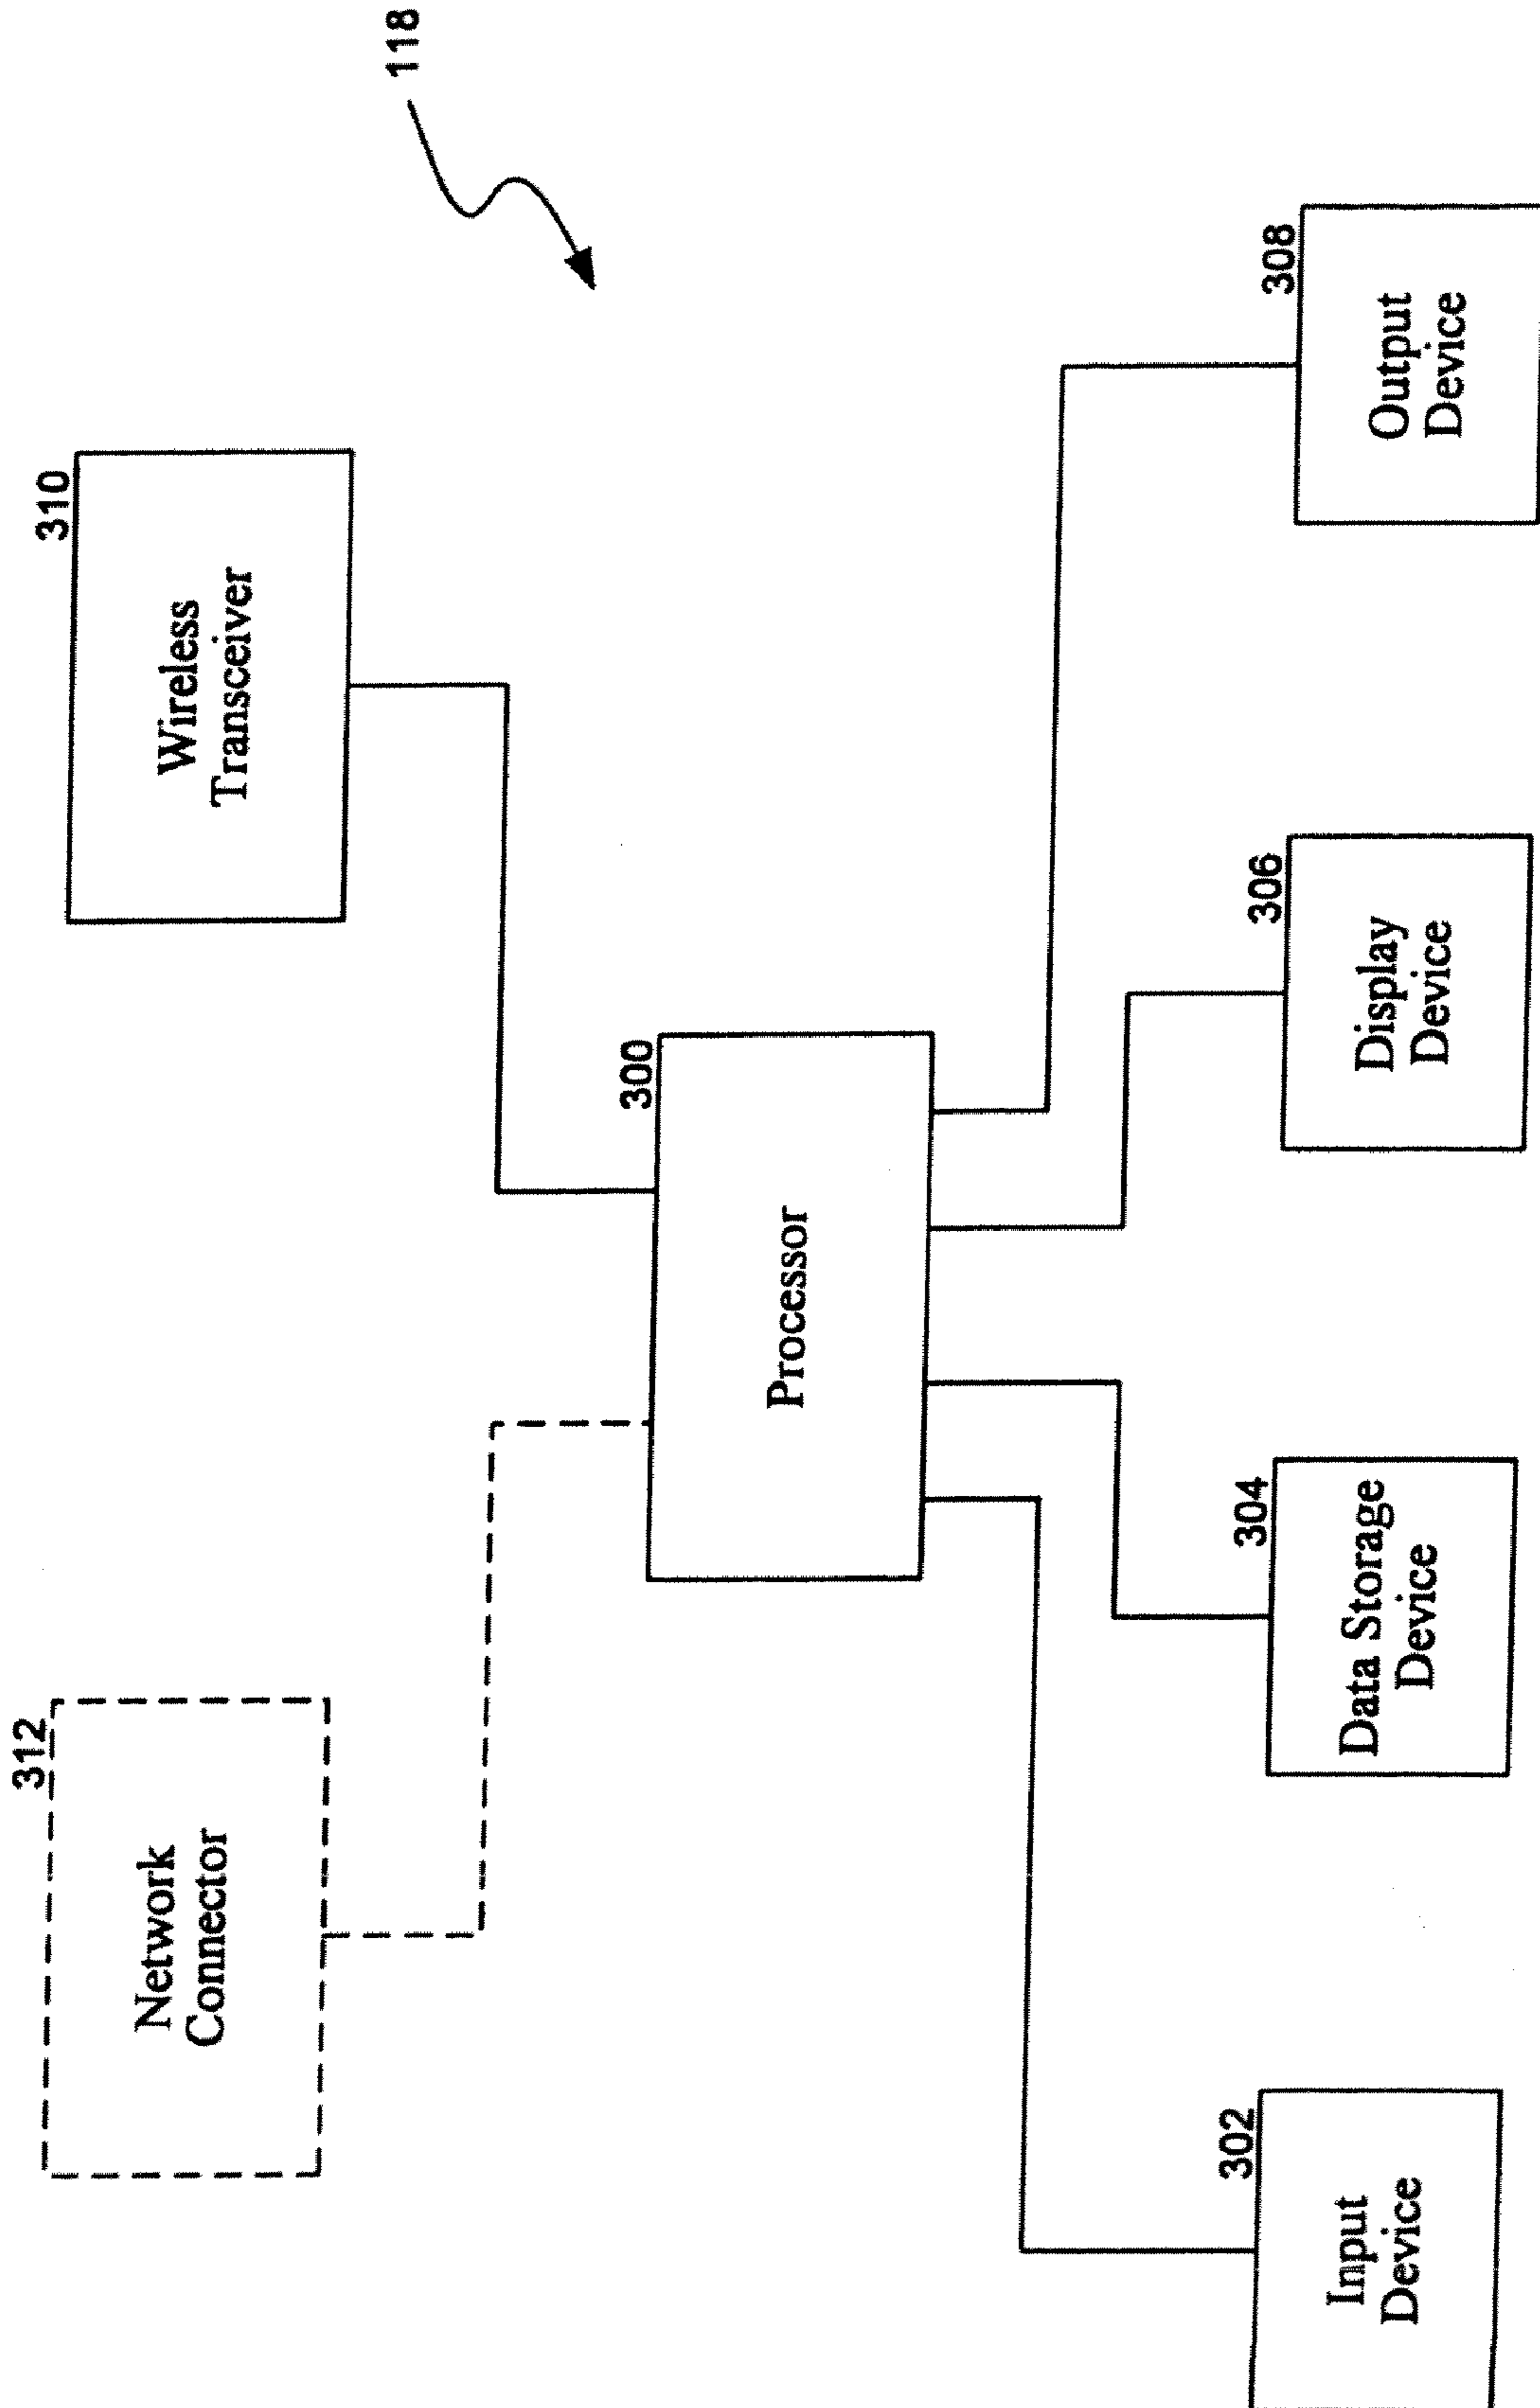 312
Network
Connector
310
Wireless
Transceiver
118
300
Processor
302
Input
Device
304
Data Storage
Device
306
Display
Device
308
Output
Device